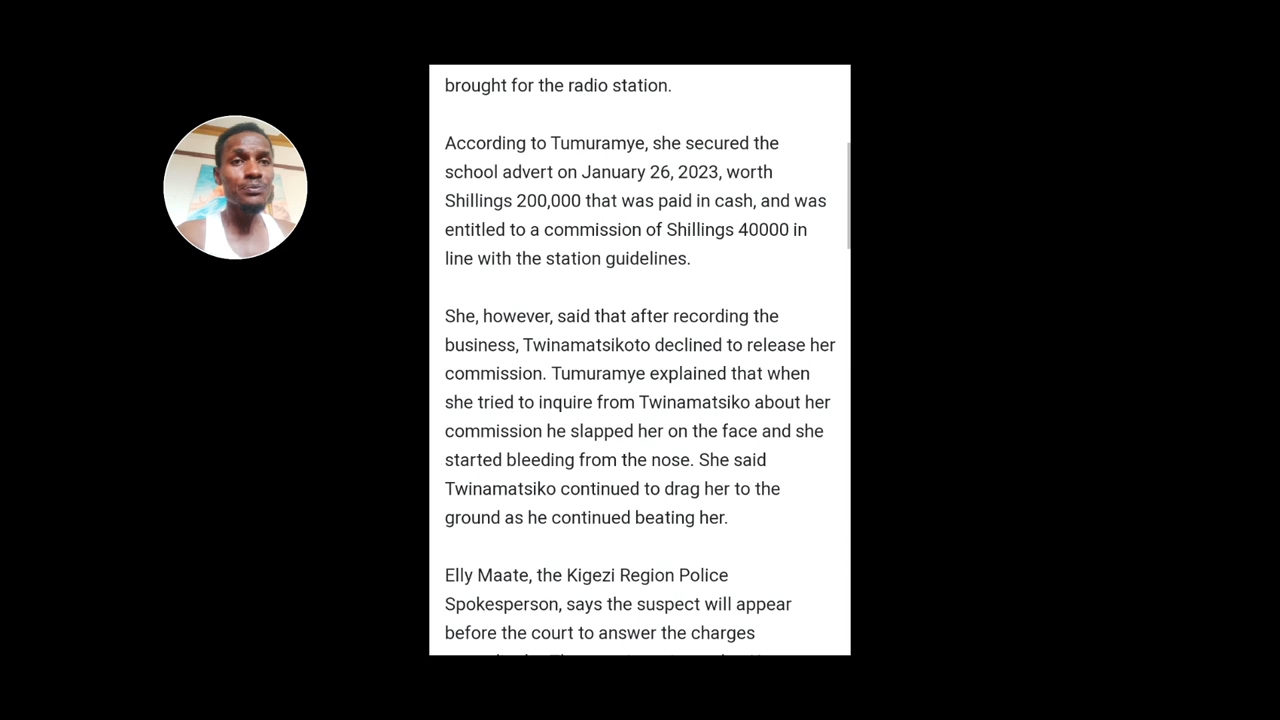 brought for the radio station.
According to Tumuramye, she secured the
school advert on January 26, 2023, worth
Shillings 200,000 that was paid in cash, and was
entitled to a commission of Shillings 40000 in
line with the station guidelines.
She, however, said that after recording the
business, Twinamatsikoto declined to release her
commission. Tumuramye explained that when
she tried to inquire from Twinamatsiko about her
commission he slapped her on the face and she
started bleeding from the nose. She said
Twinamatsiko continued to drag her to the
ground as he continued beating her.
Elly Maate, the Kigezi Region Police
Spokesperson, says the suspect will appear
before the court to answer the charges